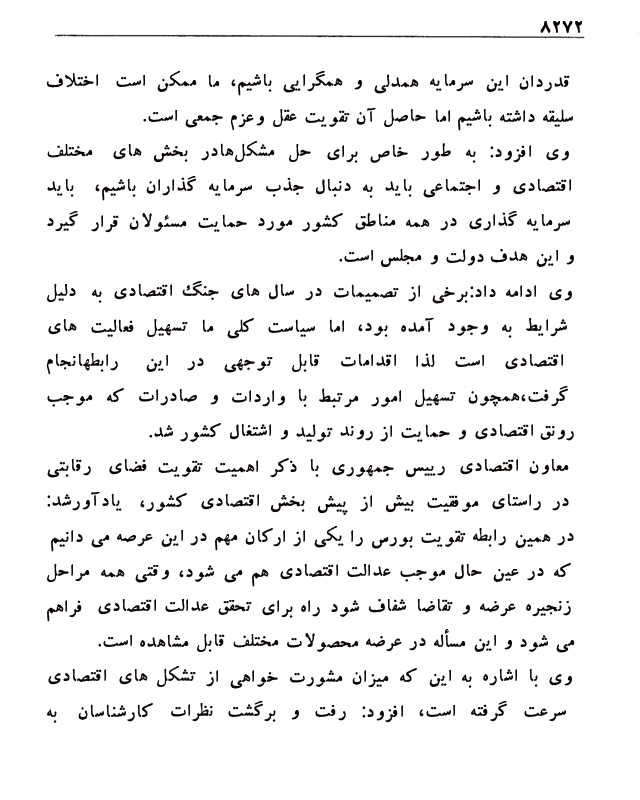 ۸۲۷۲
قدردان این سرمایه همدلی و همگرایی باشیم، ما ممکن است اختلاف
سلیقه داشته باشیم اما حاصل آن تقویت عقل وعزم جمعی است.
وی افزود: به طور خاص برای حل مشکل‌هادر بخش های مختلف
اقتصادی و اجتماعی باید به دنبال جذب سرمایه گذاران باشیم، باید
سرمایه گذاری در همه مناطق کشور مورد حمایت مسئولان قرار گیرد
و این هدف دولت و مجلس است.
وی ادامه داد:برخی از تصمیمات در سال های جنگ اقتصادی به دلیل
شرایط به وجود آمده بود، اما سیاست کلی ما تسهیل فعالیت های
اقتصادی است لذا اقدامات قابل توجهی در این رابطهانجام
گرفت،همچون تسهیل امور مرتبط با واردات و صادرات که موجب
رونق اقتصادی و حمایت از روند تولید و اشتغال کشور شد.
معاون اقتصادی رییس جمهوری با ذکر اهمیت تقویت فضای رقابتی
در راستای موفقیت بیش از پیش بخش اقتصادی کشور، یادآورشد:
در همین رابطه تقویت بورس را یکی از ارکان مهم در این عرصه می دانیم
که در عین حال موجب عدالت اقتصادی هم می شود، وقتی همه مراحل
زنجیره عرضه و تقاضا شفاف شود راه برای تحقق عدالت اقتصادی فراهم
می شود و این مسأله در عرضه محصولات مختلف قابل مشاهده است.
وی با اشاره به این که میزان مشورت خواهی از تشکل های اقتصادی
سرعت گرفته است، افزود: رفت و برگشت نظرات کارشناسان به